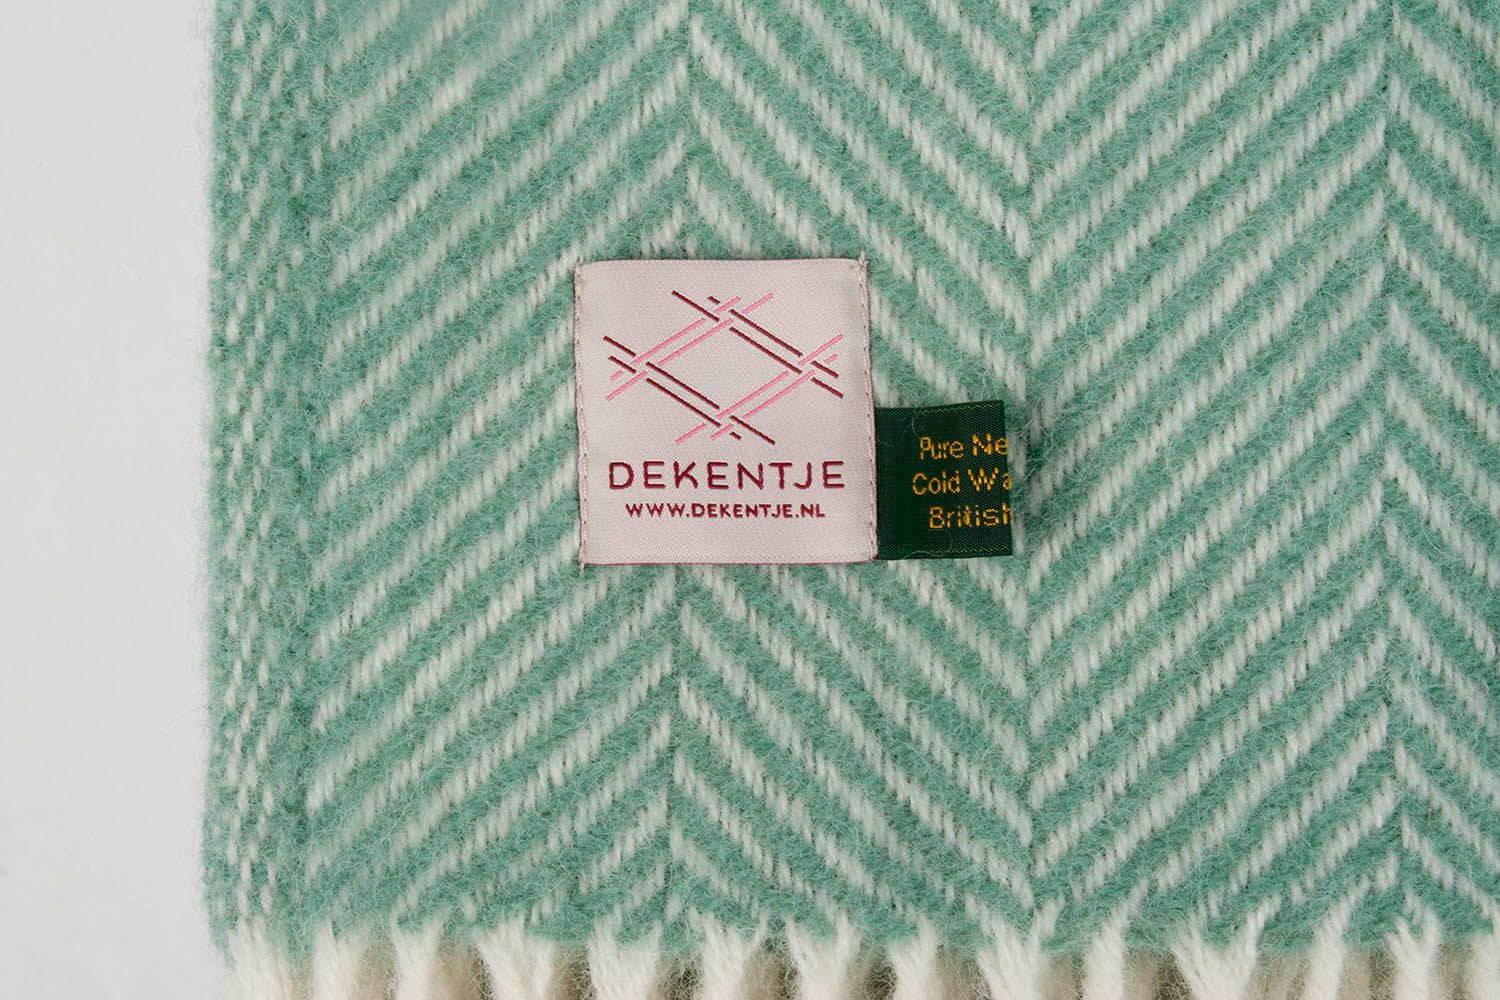 DEKENTJE
WWW.DEKENTJE.NL
Pure Ne
Cold Wa
British